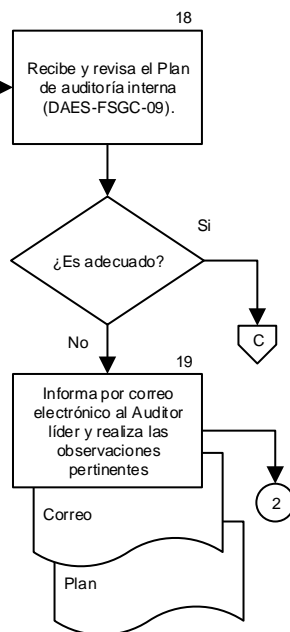 18
Recibe y revisa el Plan
de auditoría interna
(DAES-FSGC-09).
¿Es adecuado?
Si
C
No
19
Informa por correo
electrónico al Auditor
líder y realiza las
observaciones
pertinentes
2
Correo
Plan